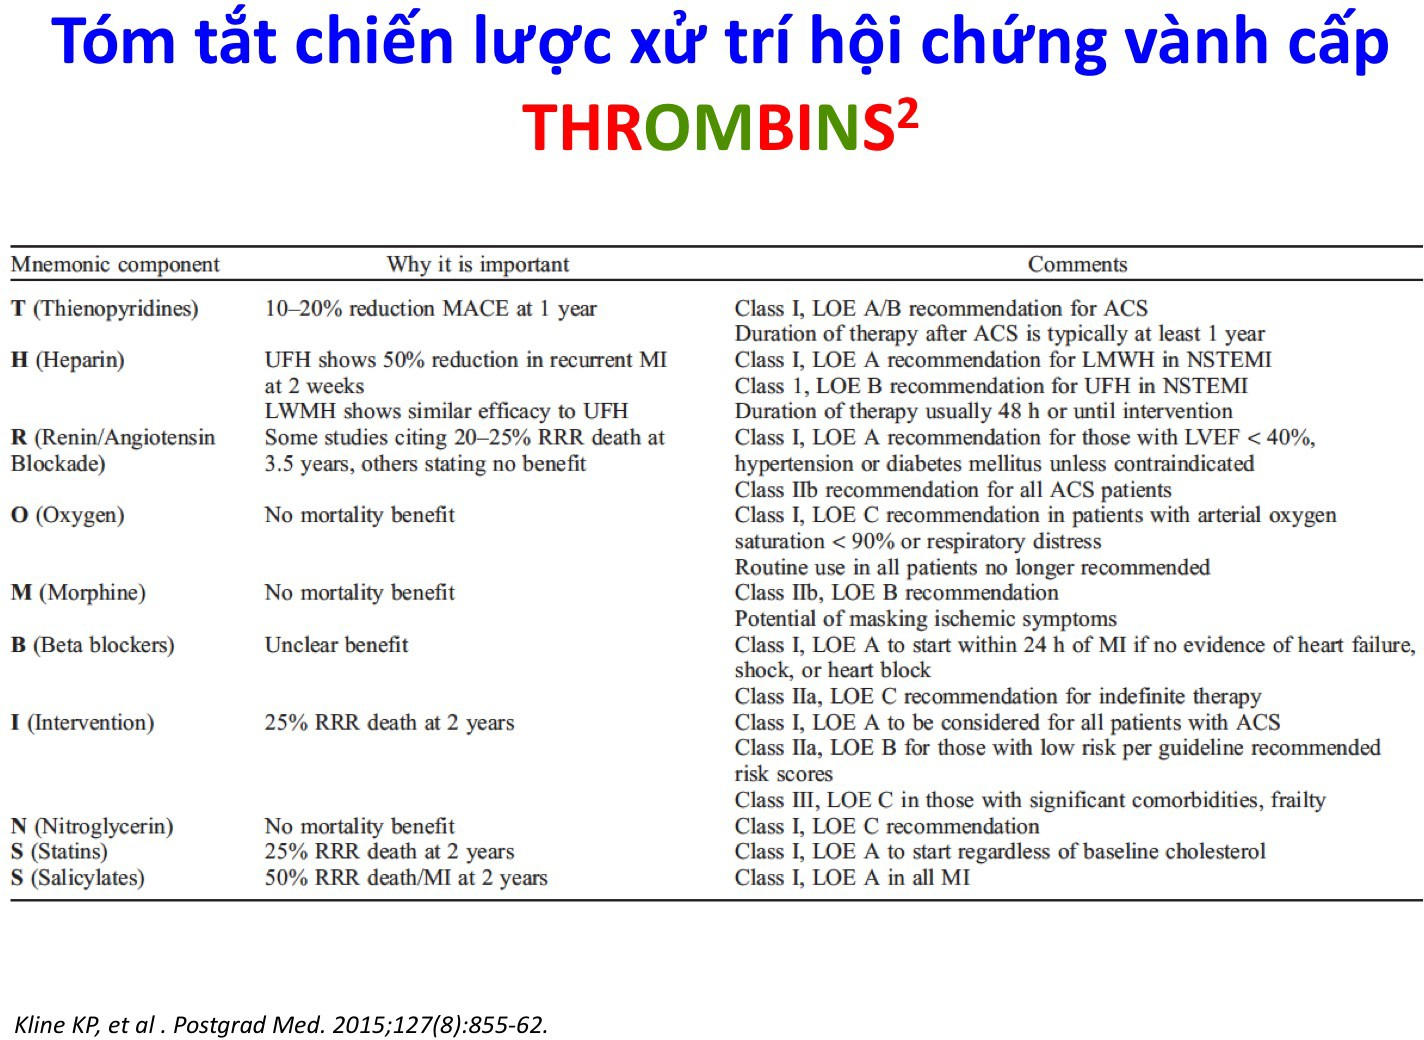 Tóm tắt chiến lược xử trí hội chứng vành cấp
THROMBINS²
Mnemonic component Why it is important Comments
T (Thienopyridines) 10–20% reduction MACE at 1 year Class I, LOE A/B recommendation for ACS
Duration of therapy after ACS is typically at least 1 year
H (Heparin) UFH shows 50% reduction in recurrent MI Class I, LOE A recommendation for LMWH in NSTEMI
at 2 weeks Class 1, LOE B recommendation for UFH in NSTEMI
LWMH shows similar efficacy to UFH Duration of therapy usually 48 h or until intervention
R (Renin/Angiotensin Some studies citing 20–25% RRR death at Class I, LOE A recommendation for those with LVEF < 40%,
Blockade) 3.5 years, others stating no benefit hypertension or diabetes mellitus unless contraindicated
Class IIb recommendation for all ACS patients
O (Oxygen) No mortality benefit Class I, LOE C recommendation in patients with arterial oxygen
saturation < 90% or respiratory distress
Routine use in all patients no longer recommended
M (Morphine) No mortality benefit Class IIb, LOE B recommendation
Potential of masking ischemic symptoms
B (Beta blockers) Unclear benefit Class I, LOE A to start within 24 h of MI if no evidence of heart failure,
shock, or heart block
Class IIa, LOE C recommendation for indefinite therapy
I (Intervention) 25% RRR death at 2 years Class I, LOE A to be considered for all patients with ACS
Class IIa, LOE B for those with low risk per guideline recommended
risk scores
Class III, LOE C in those with significant comorbidities, frailty
N (Nitroglycerin) No mortality benefit Class I, LOE C recommendation
S (Statins) 25% RRR death at 2 years Class I, LOE A to start regardless of baseline cholesterol
S (Salicylates) 50% RRR death/MI at 2 years Class I, LOE A in all MI
Kline KP, et al . Postgrad Med. 2015;127(8):855-62.